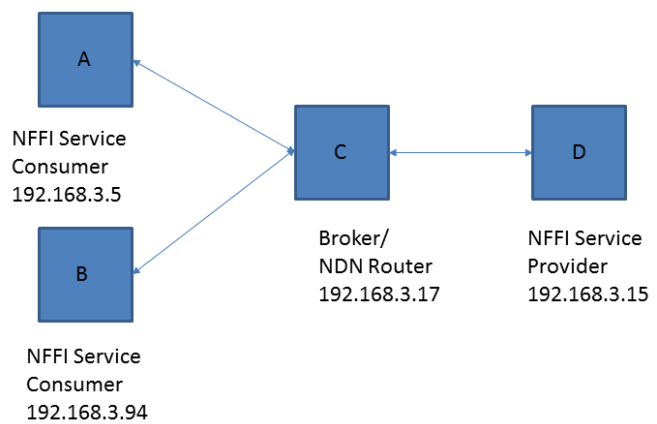 A
NFFI Service
Consumer
192.168.3.5
B
NFFI Service
Consumer
192.168.3.94
C
Broker/
NDN Router
192.168.3.17
D
NFFI Service
Provider
192.168.3.15